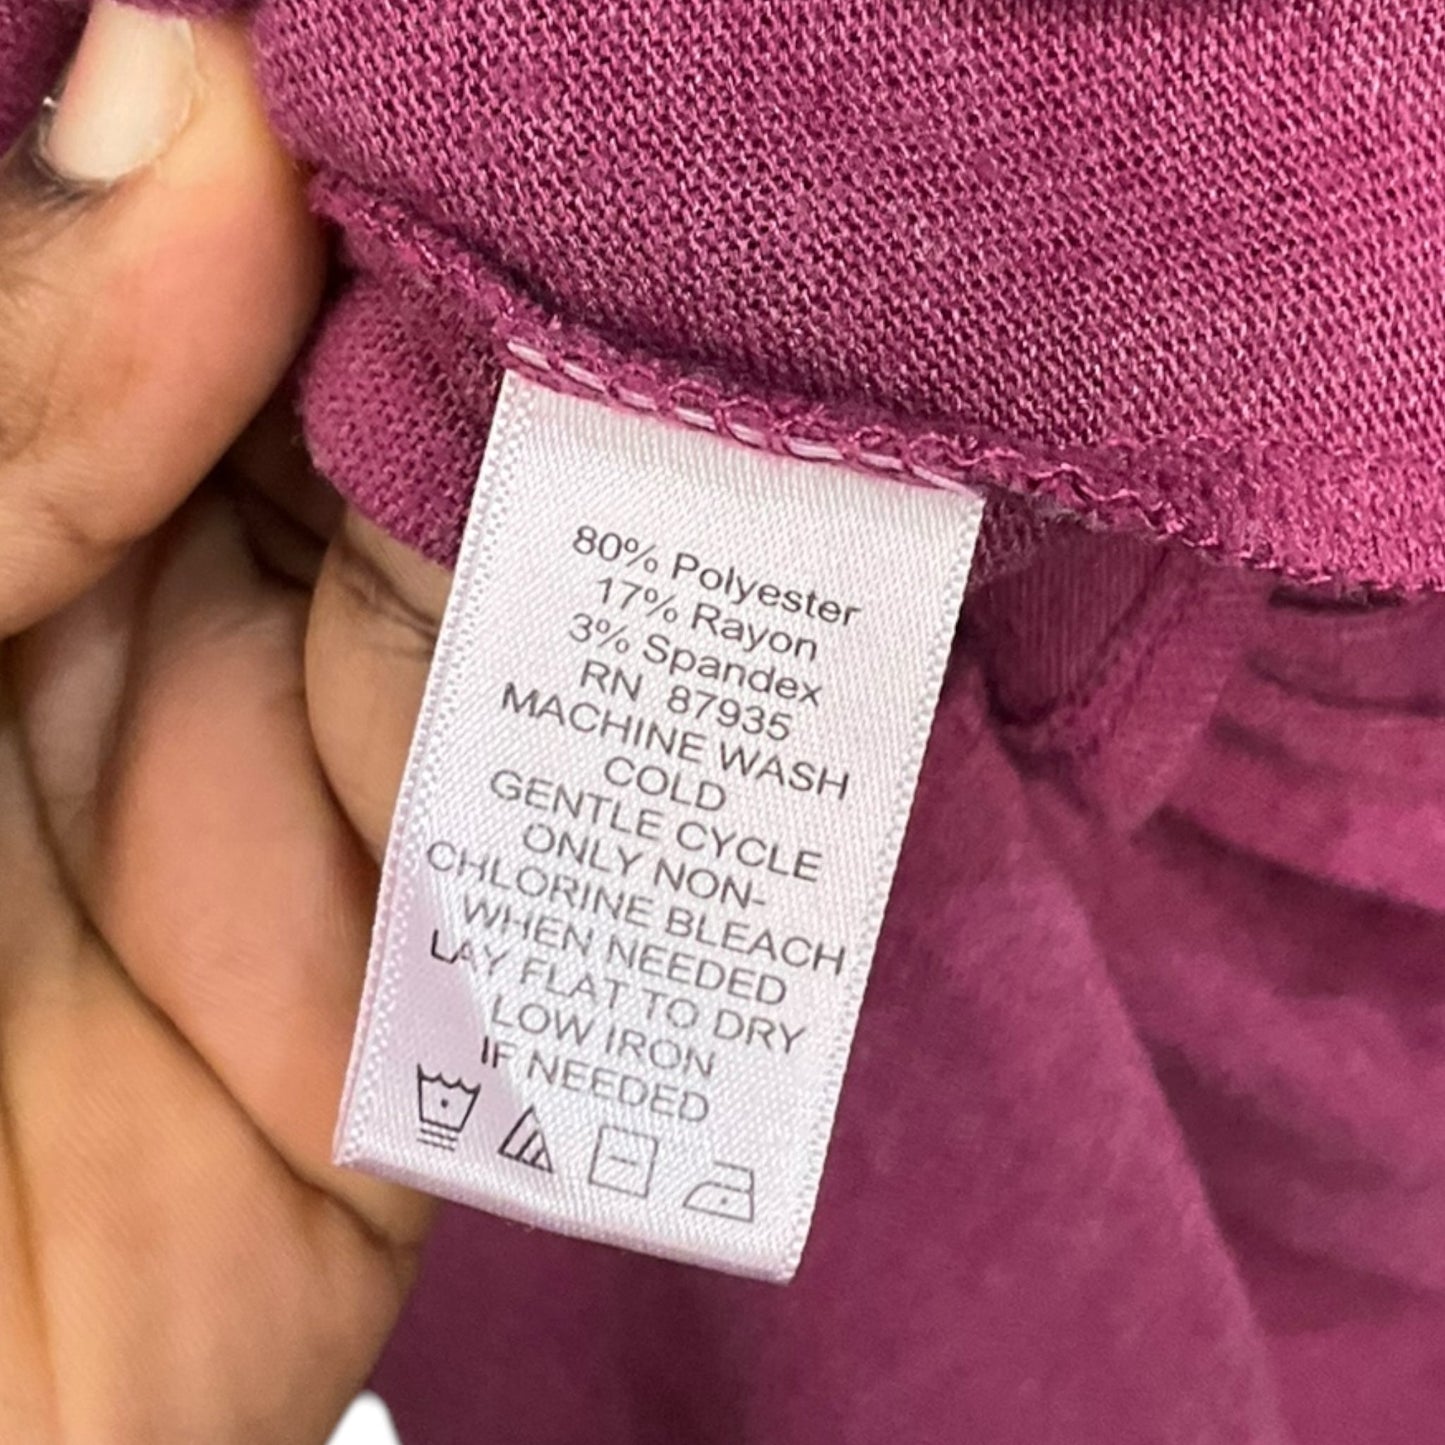 80% Polyester
17% Rayon
3% Spandex
RN 87935
MACHINE WASH
COLD
GENTLE CYCLE
ONLY NON-
CHLORINE BLEACH
WHEN NEEDED
LAY FLAT TO DRY
LOW IRON
IF NEEDED